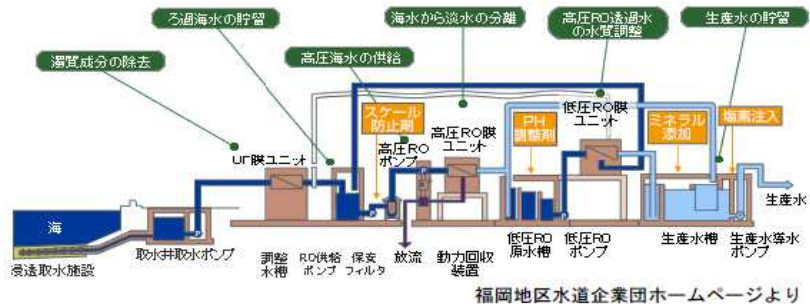 ろ過海水の貯留
海水から淡水の分離
高圧RO透過水
の水質調整
生産水の貯留
濁質成分の除去
高圧海水の供給
スケール
防止剤
低圧RO膜
ユニット
PH
調整剤
ミネラル
添加
塩素注入
高圧RO
ポンプ
高圧RO膜
ユニット
UF膜ユニット
海
生産水
浸透取水施設
取水井取水ポンプ
調整
水槽
RO供給
ポンプ
保安
フィルタ
放流
動力回収
装置
低圧RO
原水槽
低圧RO
ポンプ
生産水槽
生産水等水
ポンプ
福岡地区水道企業団ホームページより